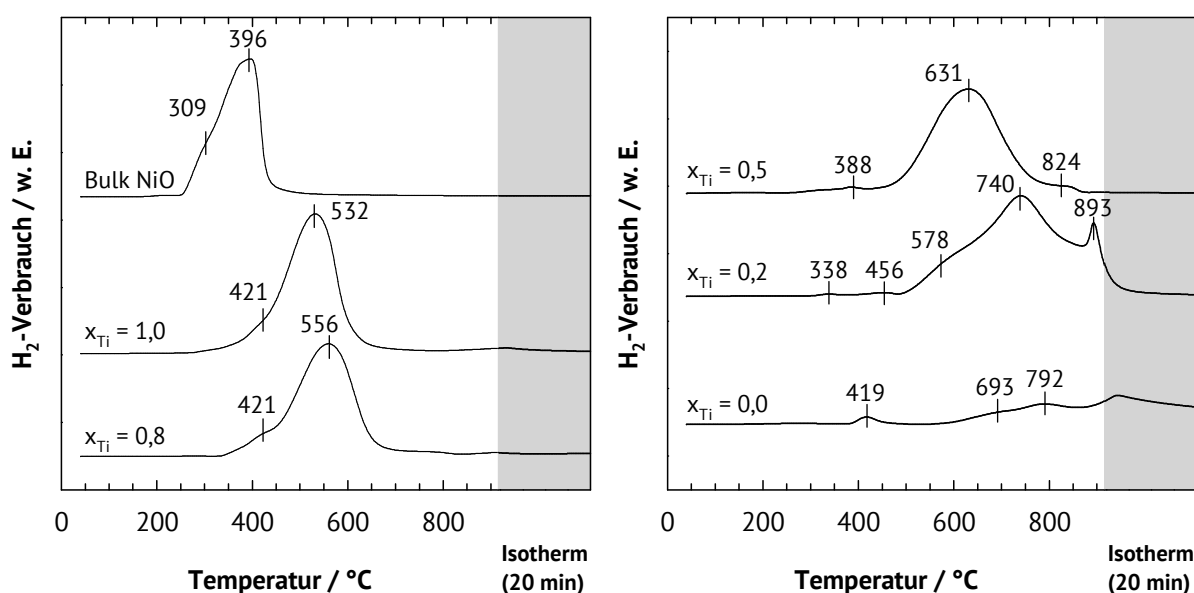 H₂-Verbrauch / w. E.
396
309
Bulk NiO
532
421
x_Ti = 1,0
556
421
x_Ti = 0,8
0 200 400 600 800
Isotherm
(20 min)
Temperatur / °C
H₂-Verbrauch / w. E.
631
388
824
x_Ti = 0,5
740
893
578
338
456
x_Ti = 0,2
419
693
792
x_Ti = 0,0
0 200 400 600 800
Isotherm
(20 min)
Temperatur / °C